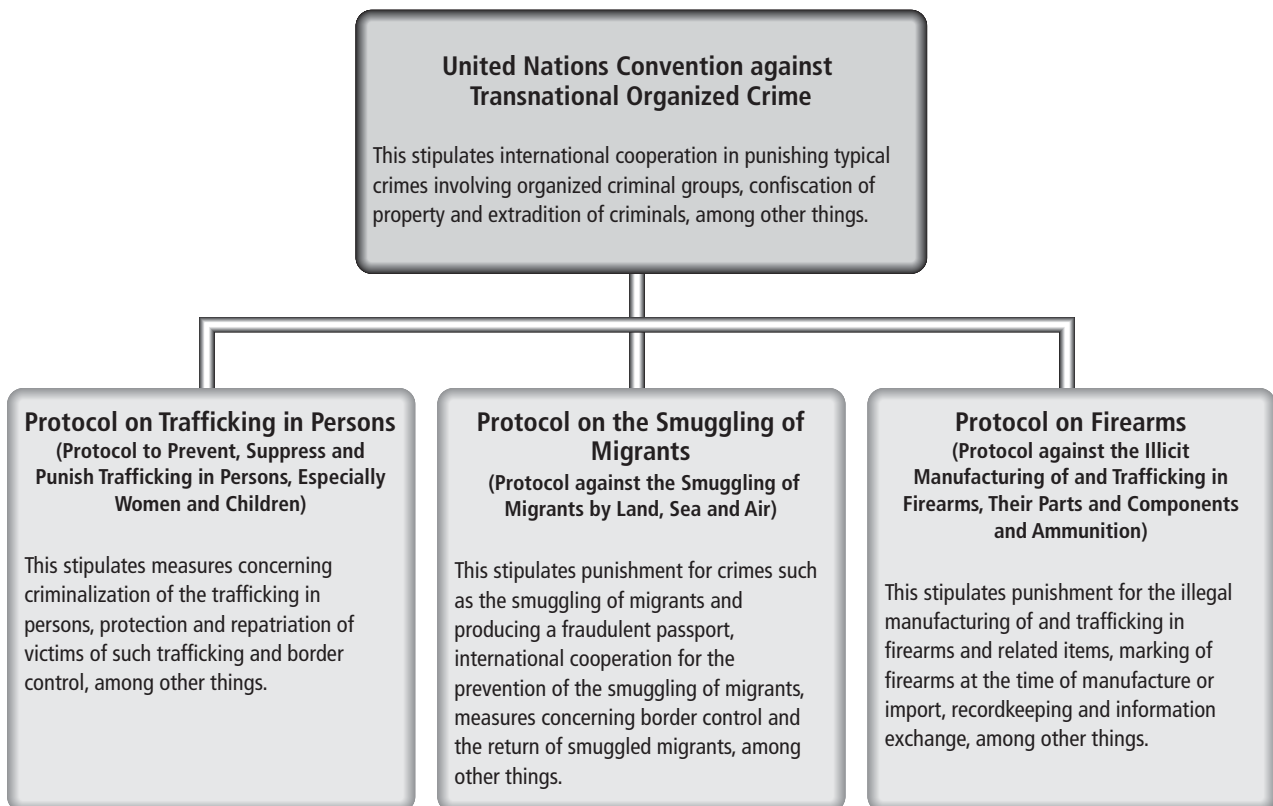 United Nations Convention against
Transnational Organized Crime
This stipulates international cooperation in punishing typical
crimes involving organized criminal groups, confiscation of
property and extradition of criminals, among other things.
Protocol on Trafficking in Persons
(Protocol to Prevent, Suppress and
Punish Trafficking in Persons, Especially
Women and Children)
This stipulates measures concerning
criminalization of the trafficking in
persons, protection and repatriation of
victims of such trafficking and border
control, among other things.
Protocol on the Smuggling of
Migrants
(Protocol against the Smuggling of
Migrants by Land, Sea and Air)
This stipulates punishment for crimes such
as the smuggling of migrants and
producing a fraudulent passport,
international cooperation for the
prevention of the smuggling of migrants,
measures concerning border control and
the return of smuggled migrants, among
other things.
Protocol on Firearms
(Protocol against the Illicit
Manufacturing of and Trafficking in
Firearms, Their Parts and Components
and Ammunition)
This stipulates punishment for the illegal
manufacturing of and trafficking in
firearms and related items, marking of
firearms at the time of manufacture or
import, recordkeeping and information
exchange, among other things.